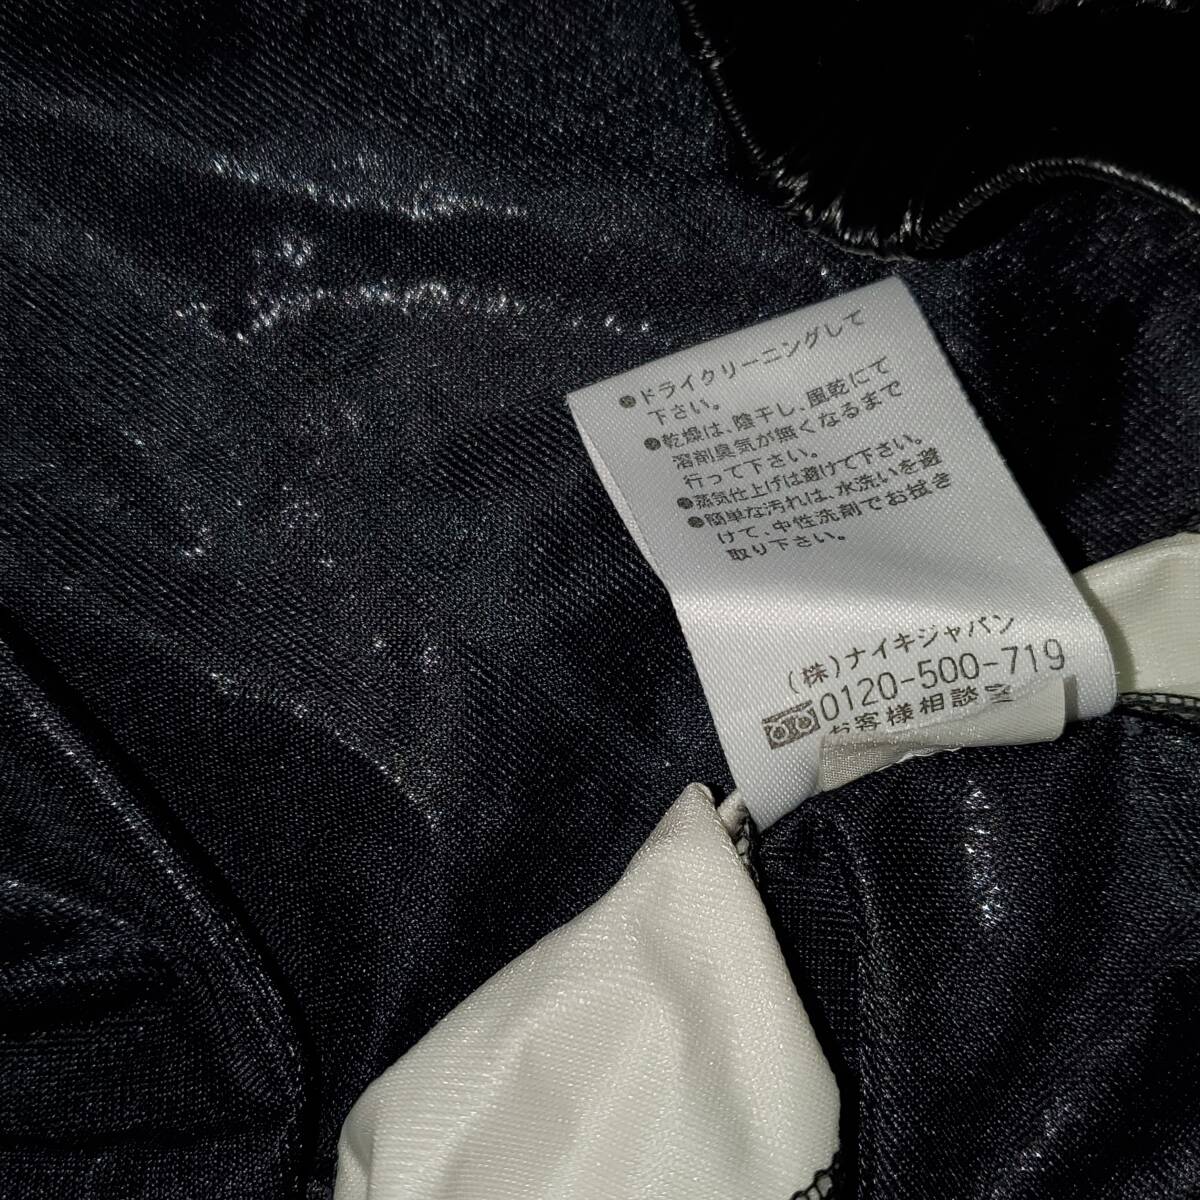 ●ドライクリーニングして
下さい。
●乾燥は、陰干し、風乾にて
溶剤臭気が無くなるまで
行って下さい。
●蒸気仕上げは避けて下さい。
●簡単な汚れは、水洗いを避
けて、中性洗剤でお拭き
取り下さい。
(株)ナイキジャパン
0120-500-719
お客様相談室